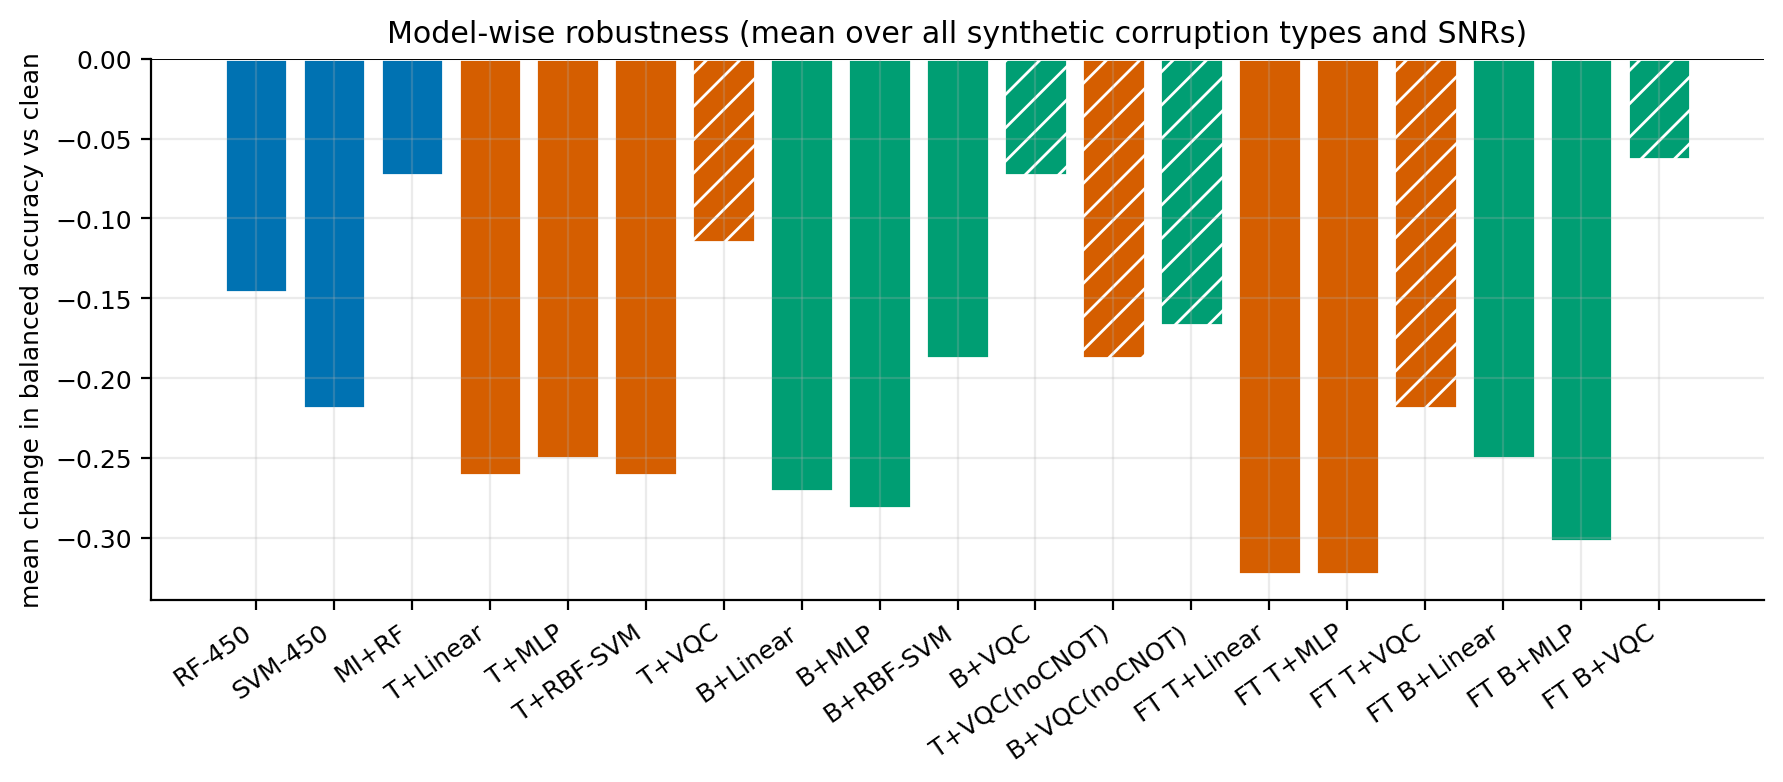 Model-wise robustness (mean over all synthetic corruption types and SNRs)
mean change in balanced accuracy vs clean
0.00
−0.05
−0.10
−0.15
−0.20
−0.25
−0.30
RF-450
SVM-450
MI+RF
T+Linear
T+MLP
T+RBF-SVM
T+VQC
B+Linear
B+MLP
B+RBF-SVM
B+VQC
T+VQC(noCNOT)
B+VQC(noCNOT)
FT T+Linear
FT T+MLP
FT T+VQC
FT B+Linear
FT B+MLP
FT B+VQC